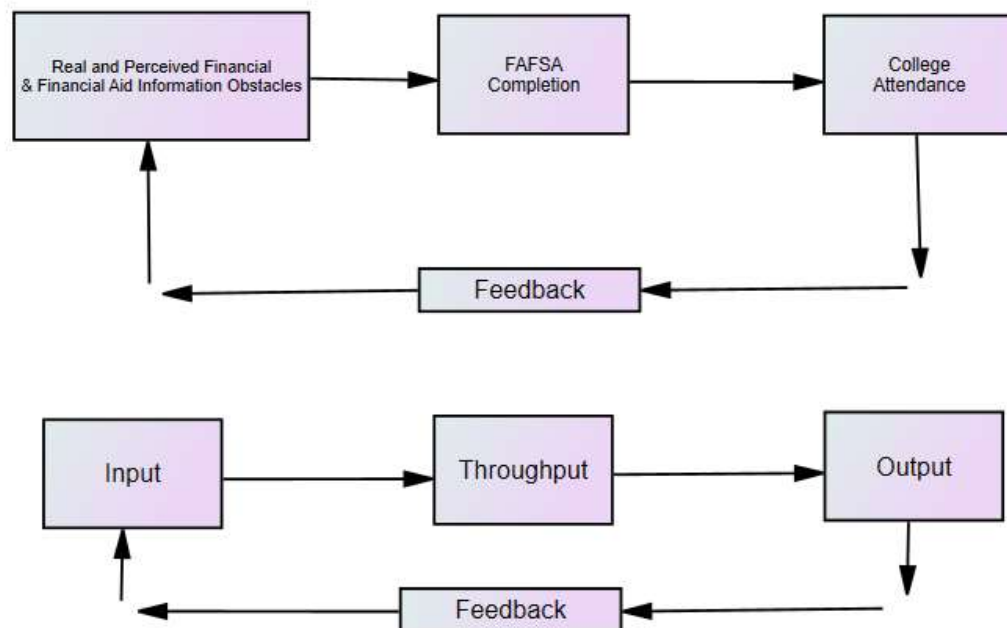 Real and Perceived Financial
& Financial Aid Information Obstacles
FAFSA
Completion
College
Attendance
Feedback
Input
Throughput
Output
Feedback